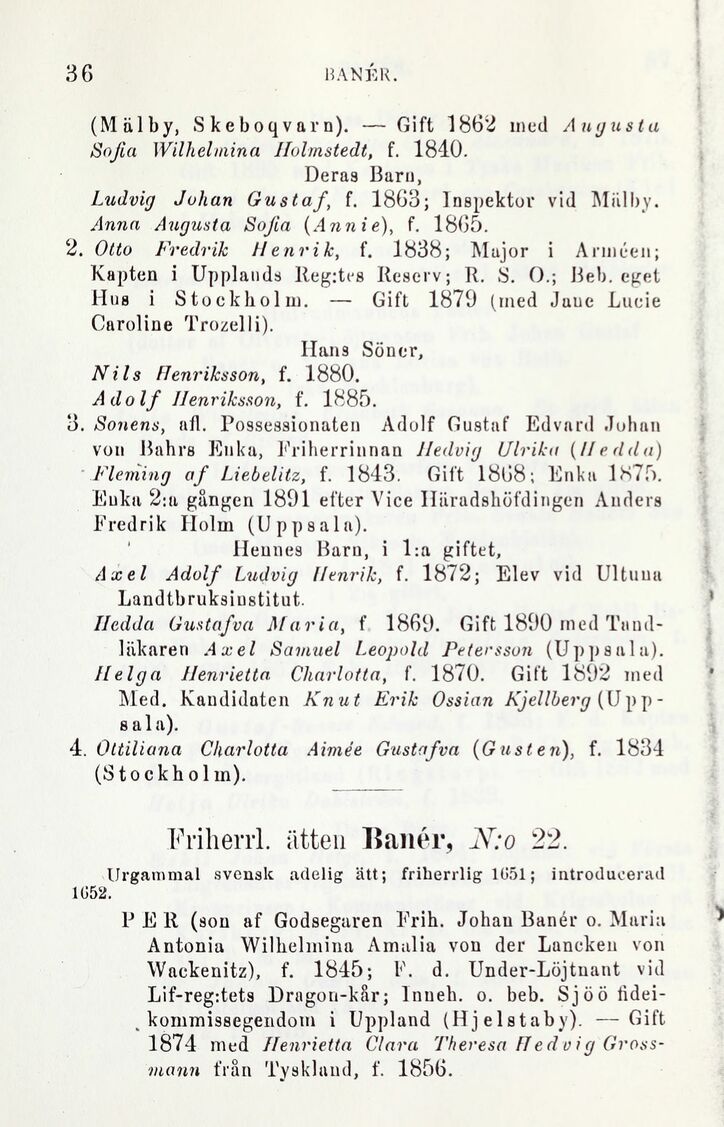 36 BANÉR.
(Mälby, Skeboqvarn). — Gift 1862 med Augusta
Sofia Wilhelmina Holmstedt, f. 1840.
Deras Barn,
Ludvig Johan Gustaf, f. 1863; Inspektor vid Mälby.
Anna Augusta Sofia (Annie), f. 1865.
2. Otto Fredrik Henrik, f. 1838; Major i Arméen;
Kapten i Upplands Reg:tes Reserv; R. S. O.; Beb. eget
Hus i Stockholm. — Gift 1879 (med Jane Lucie
Caroline Trozelli).
Hans Söner,
Nils Henriksson, f. 1880.
Adolf Henriksson, f. 1885.
3. Sonens, afl. Possessionaten Adolf Gustaf Edvard Johan
von Bahrs Enka, Friherrinnan Hedvig Ulrika (Hedda)
Fleming af Liebelitz, f. 1843. Gift 1868; Enka 1875.
Enka 2:a gången 1891 efter Vice Häradshöfdingen Anders
Fredrik Holm (Uppsala).
Hennes Barn, i 1:a giftet,
Axel Adolf Ludvig Henrik, f. 1872; Elev vid Ultuna
Landtbruksinstitut.
Hedda Gustafva Maria, f 1869. Gift 1890 med Tand-
läkaren Axel Samuel Leopold Petersson (Uppsala).
Helga Henrietta Charlotta, f. 1870. Gift 1892 med
Med. Kandidaten Knut Erik Ossian Kjellberg (Upp-
sala).
4. Ottiliana Charlotta Aimée Gustafva (Gusten), f. 1834
(Stockholm).
Friherrl. ätten Banér, N:o 22.
Urgammal svensk adelig ätt; friherrlig 1651; introducerad
1652.
PER (son af Godsegaren Frih. Johan Banér o. Maria
Antonia Wilhelmina Amalia von der Lancken von
Wackenitz), f. 1845; F. d. Under-Löjtnant vid
Lif-reg:tets Dragon-kår; Inneh. o. beb. Sjöö fidei-
kommissegendom i Uppland (Hjelstaby). — Gift
1874 med Henrietta Clara Theresa Hedvig Gross-
mann från Tyskland, f. 1856.